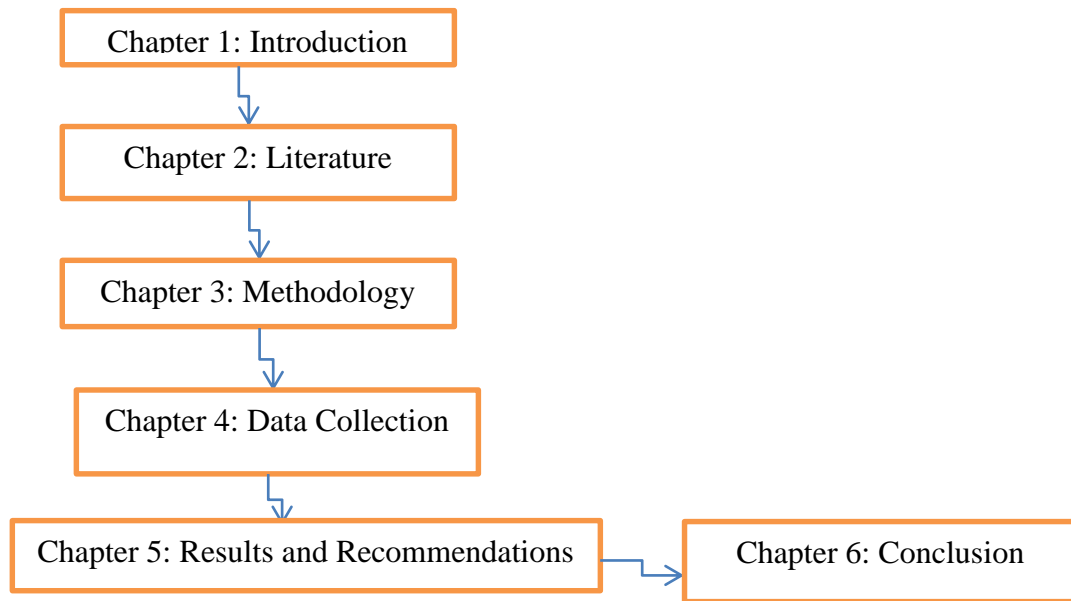 Chapter 1: Introduction
Chapter 2: Literature
Chapter 3: Methodology
Chapter 4: Data Collection
Chapter 5: Results and Recommendations
Chapter 6: Conclusion